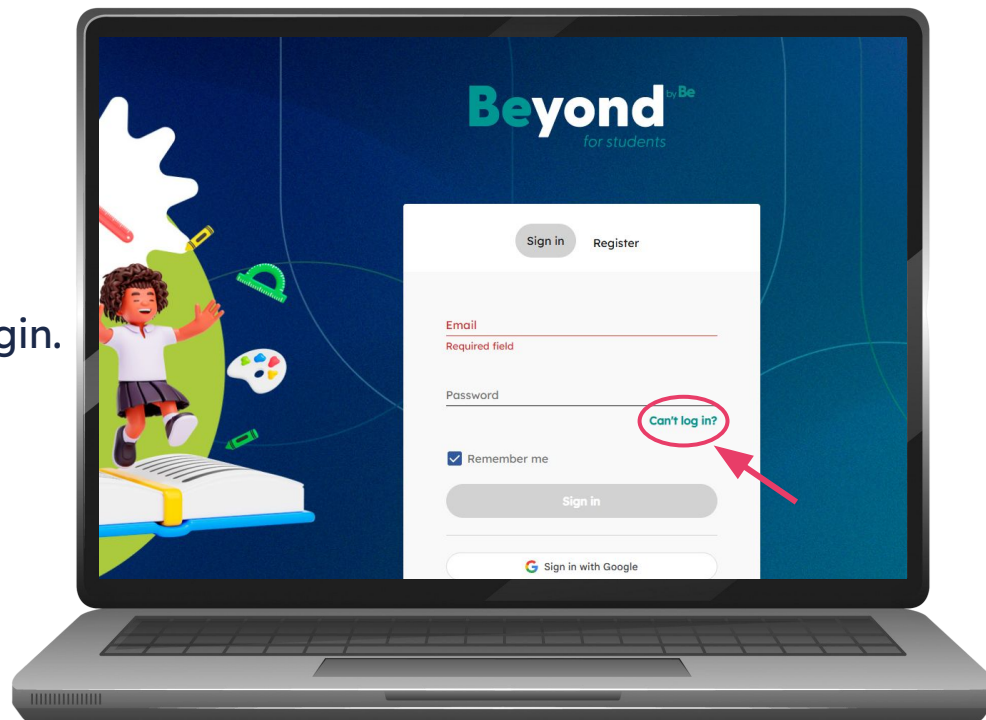 Beyond by Be
for students
Sign in Register
gin.
Email
Required field
Password
Can't log in?
Remember me
Sign in
Sign in with Google